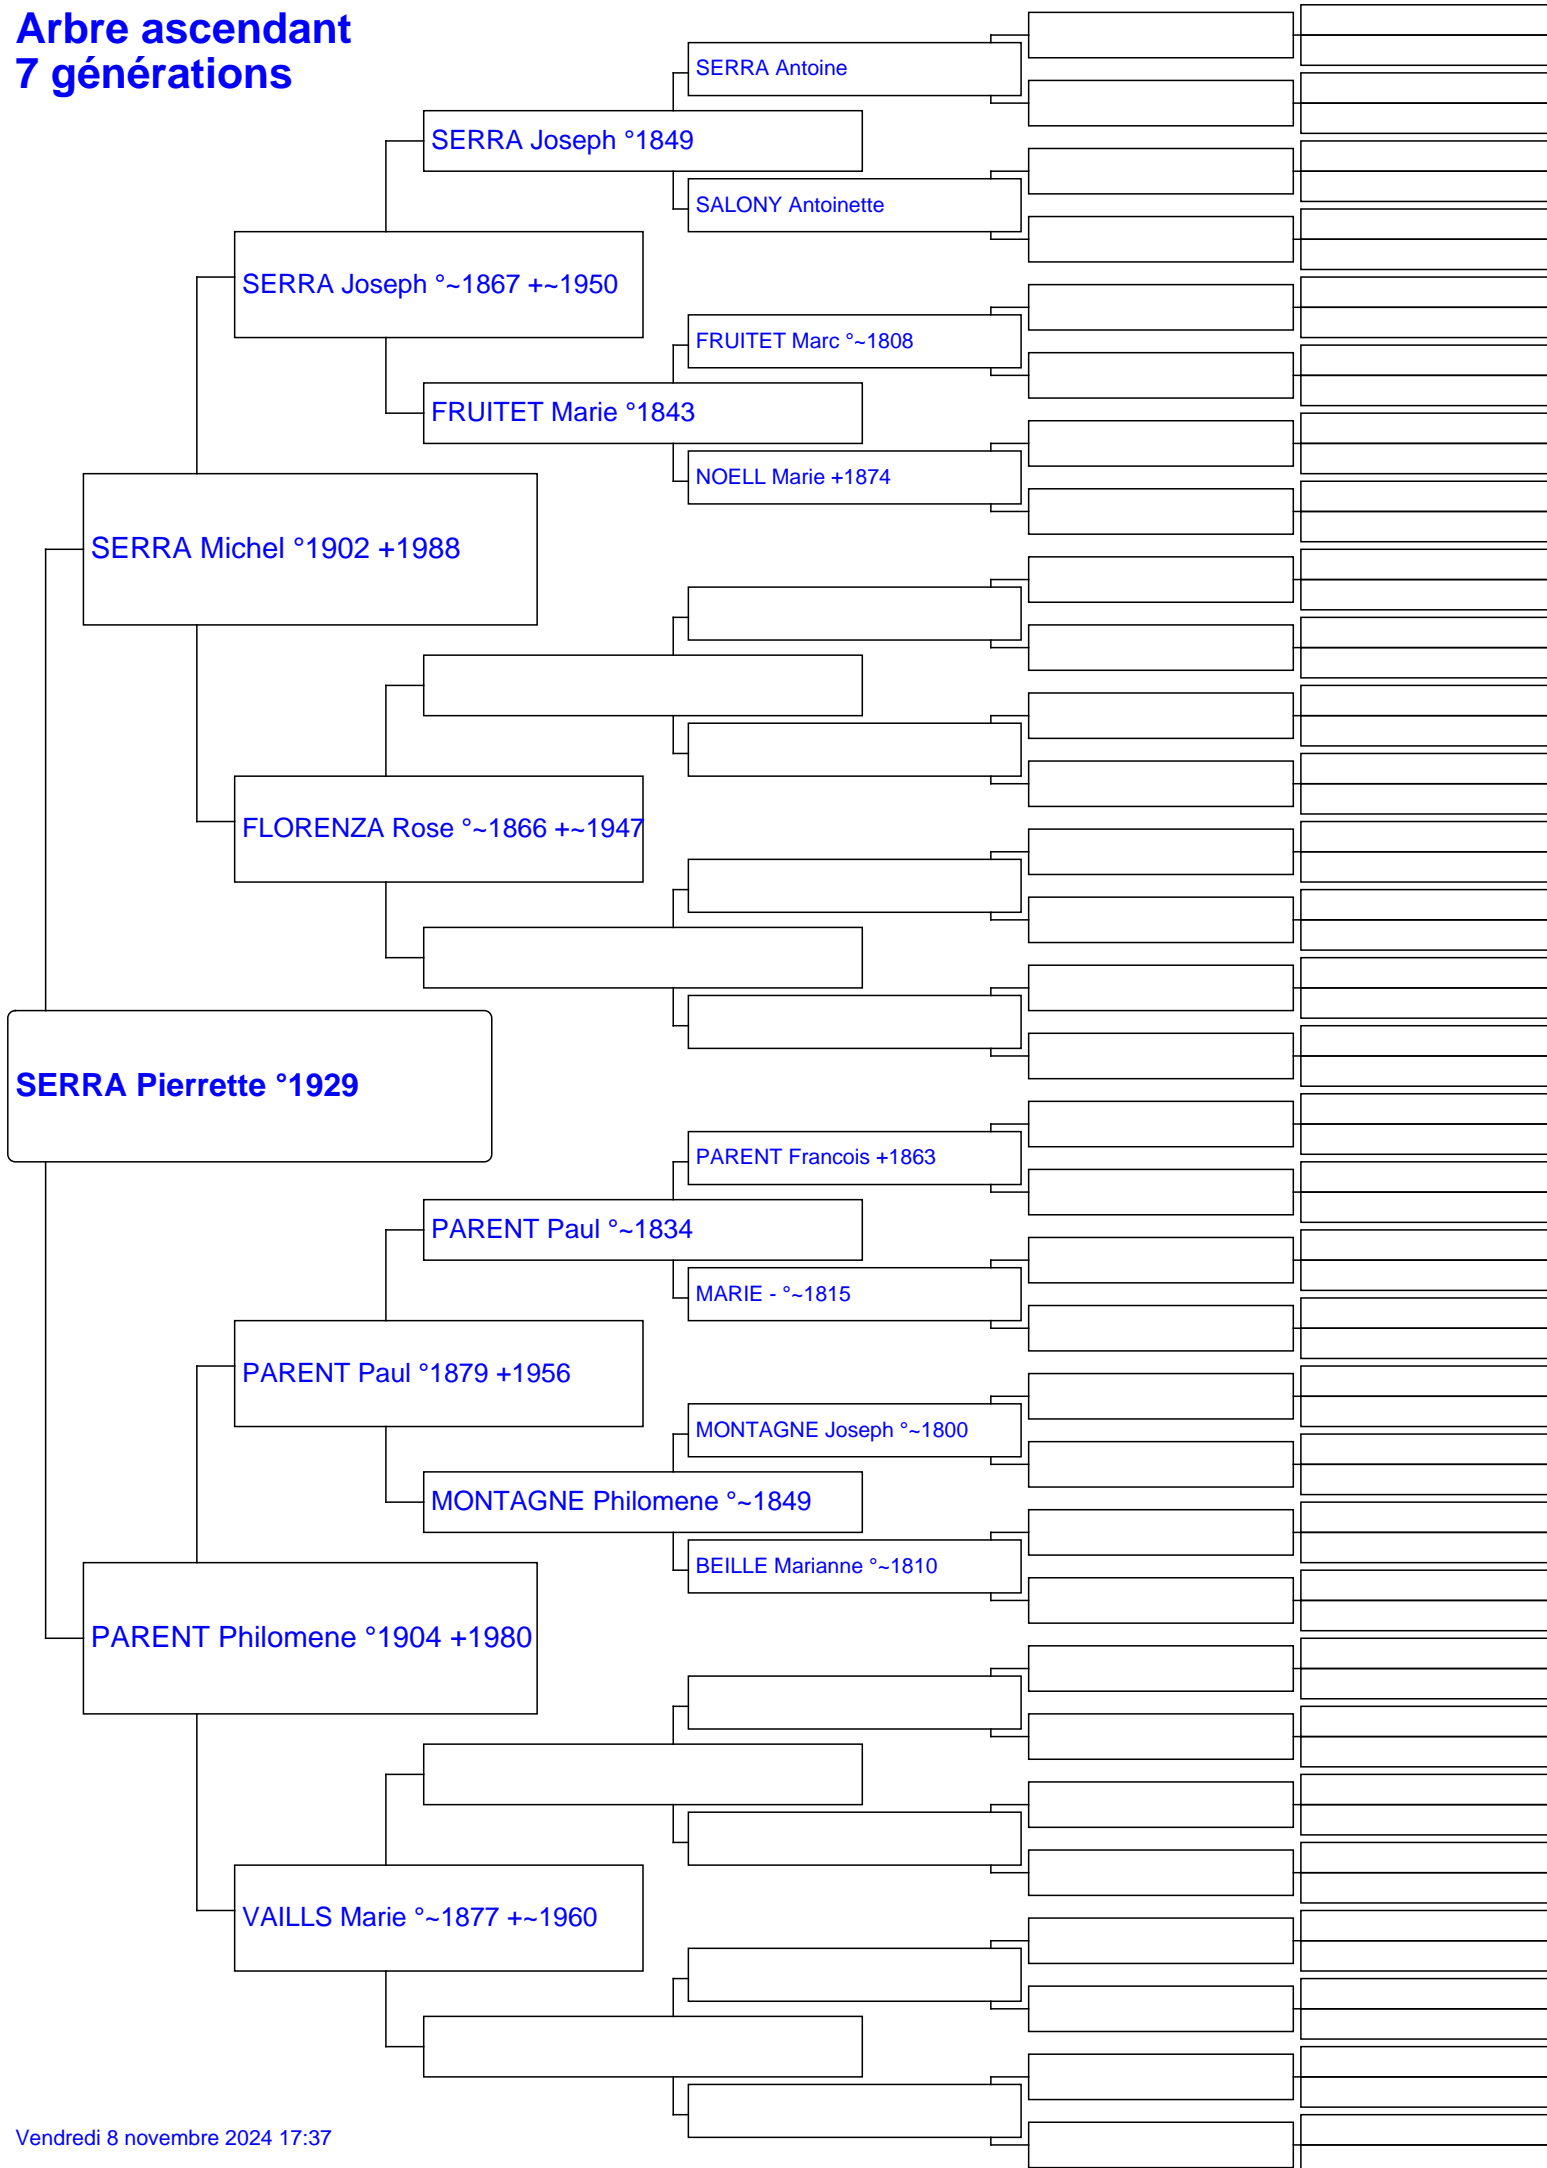 Arbre ascendant
7 générations
SERRA Antoine
SERRA Joseph °1849
SALONY Antoinette
SERRA Joseph °~1867 +~1950
FRUITET Marc °~1808
FRUITET Marie °1843
NOELL Marie +1874
SERRA Michel °1902 +1988
FLORENZA Rose °~1866 +~1947
SERRA Pierrette °1929
PARENT Francois +1863
PARENT Paul °~1834
MARIE - °~1815
PARENT Paul °1879 +1956
MONTAGNE Joseph °~1800
MONTAGNE Philomene °~1849
BEILLE Marianne °~1810
PARENT Philomene °1904 +1980
VAILLS Marie °~1877 +~1960
Vendredi 8 novembre 2024 17:37